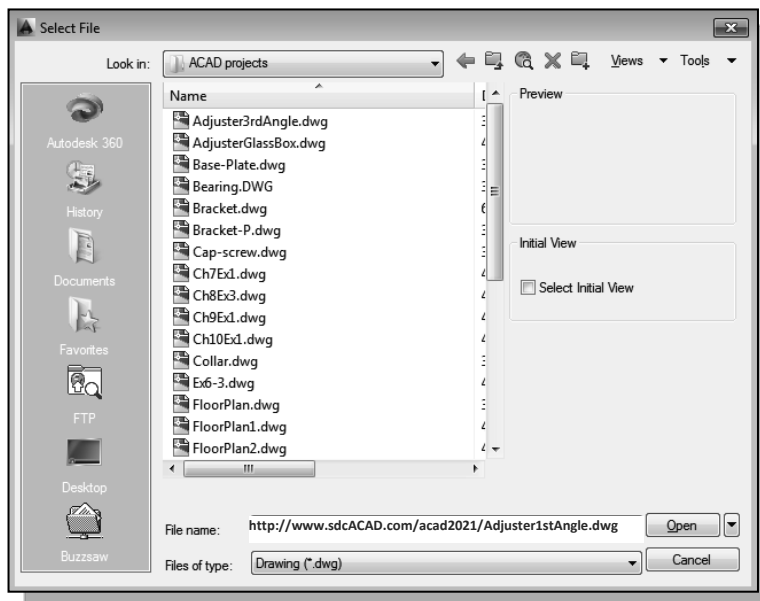 Select File
Look in: ACAD projects Views Tools
Name
Preview
Adjuster3rdAngle.dwg
AdjusterGlassBox.dwg
Base-Plate.dwg
Bearing.DWG
Bracket.dwg
Bracket-P.dwg
Cap-screw.dwg
Ch7Ex1.dwg
Ch8Ex3.dwg
Ch9Ex1.dwg
Ch10Ex1.dwg
Collar.dwg
Ex6-3.dwg
FloorPlan.dwg
FloorPlan1.dwg
FloorPlan2.dwg
Autodesk 360
History
Documents
Favorites
FTP
Desktop
Buzzsaw
Initial View
Select Initial View
File name: http://www.sdcACAD.com/acad2021/Adjuster1stAngle.dwg Open
Files of type: Drawing (*.dwg) Cancel